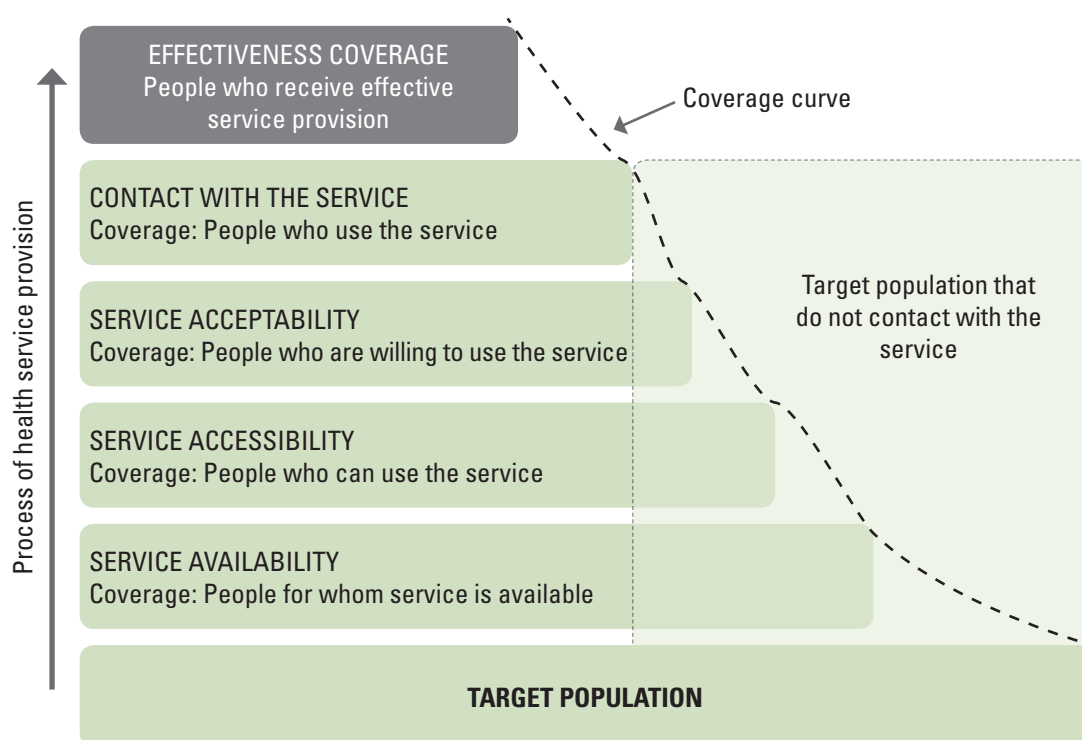 EFFECTIVENESS COVERAGE
People who receive effective
service provision
Coverage curve
CONTACT WITH THE SERVICE
Coverage: People who use the service
Target population that
do not contact with the
service
SERVICE ACCEPTABILITY
Coverage: People who are willing to use the service
SERVICE ACCESSIBILITY
Coverage: People who can use the service
SERVICE AVAILABILITY
Coverage: People for whom service is available
TARGET POPULATION
Process of health service provision